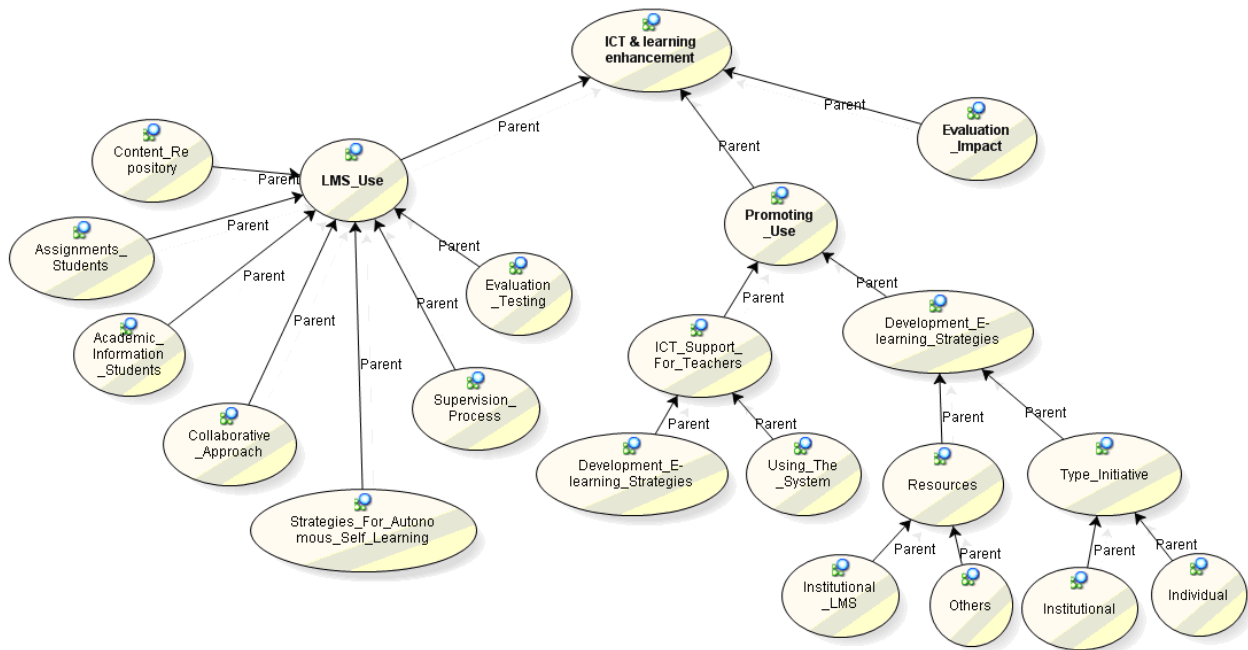 ICT & learning
enhancement
Parent
Parent
Parent
Evaluation
_Impact
Content_Re
pository
Parent
LMS_Use
Promoting
_Use
Assignments_
Students
Parent
Parent
Evaluation
_Testing
Parent
Parent
Academic_
Information
_Students
Parent
Parent
Parent
Parent
ICT_Support_
For_Teachers
Parent
Development_E-
learning_Strategies
Collaborative
_Approach
Supervision_
Process
Parent
Parent
Parent
Parent
Development_E-
learning_Strategies
Using_The
_System
Resources
Type_Initiative
Strategies_For_Autono
mous_Self_Learning
Parent
Parent
Parent
Parent
Institutional
_LMS
Others
Institutional
Individual